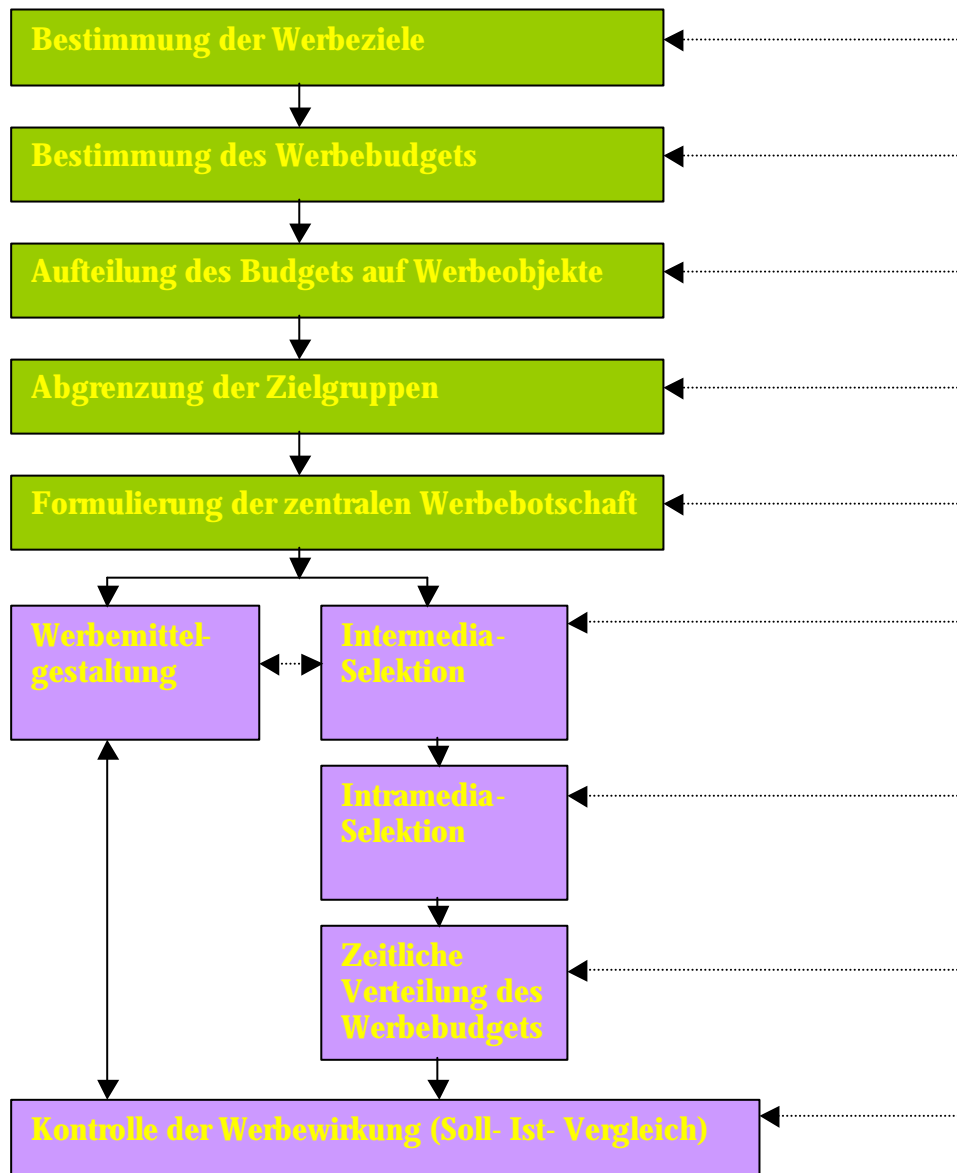 Bestimmung der Werbeziele
Bestimmung des Werbebudgets
Aufteilung des Budgets auf Werbeobjekte
Abgrenzung der Zielgruppen
Formulierung der zentralen Werbebotschaft
Werbemittel-
gestaltung
Intermedia-
Selektion
Intramedia-
Selektion
Zeitliche
Verteilung des
Werbebudgets
Kontrolle der Werbewirkung (Soll- Ist- Vergleich)